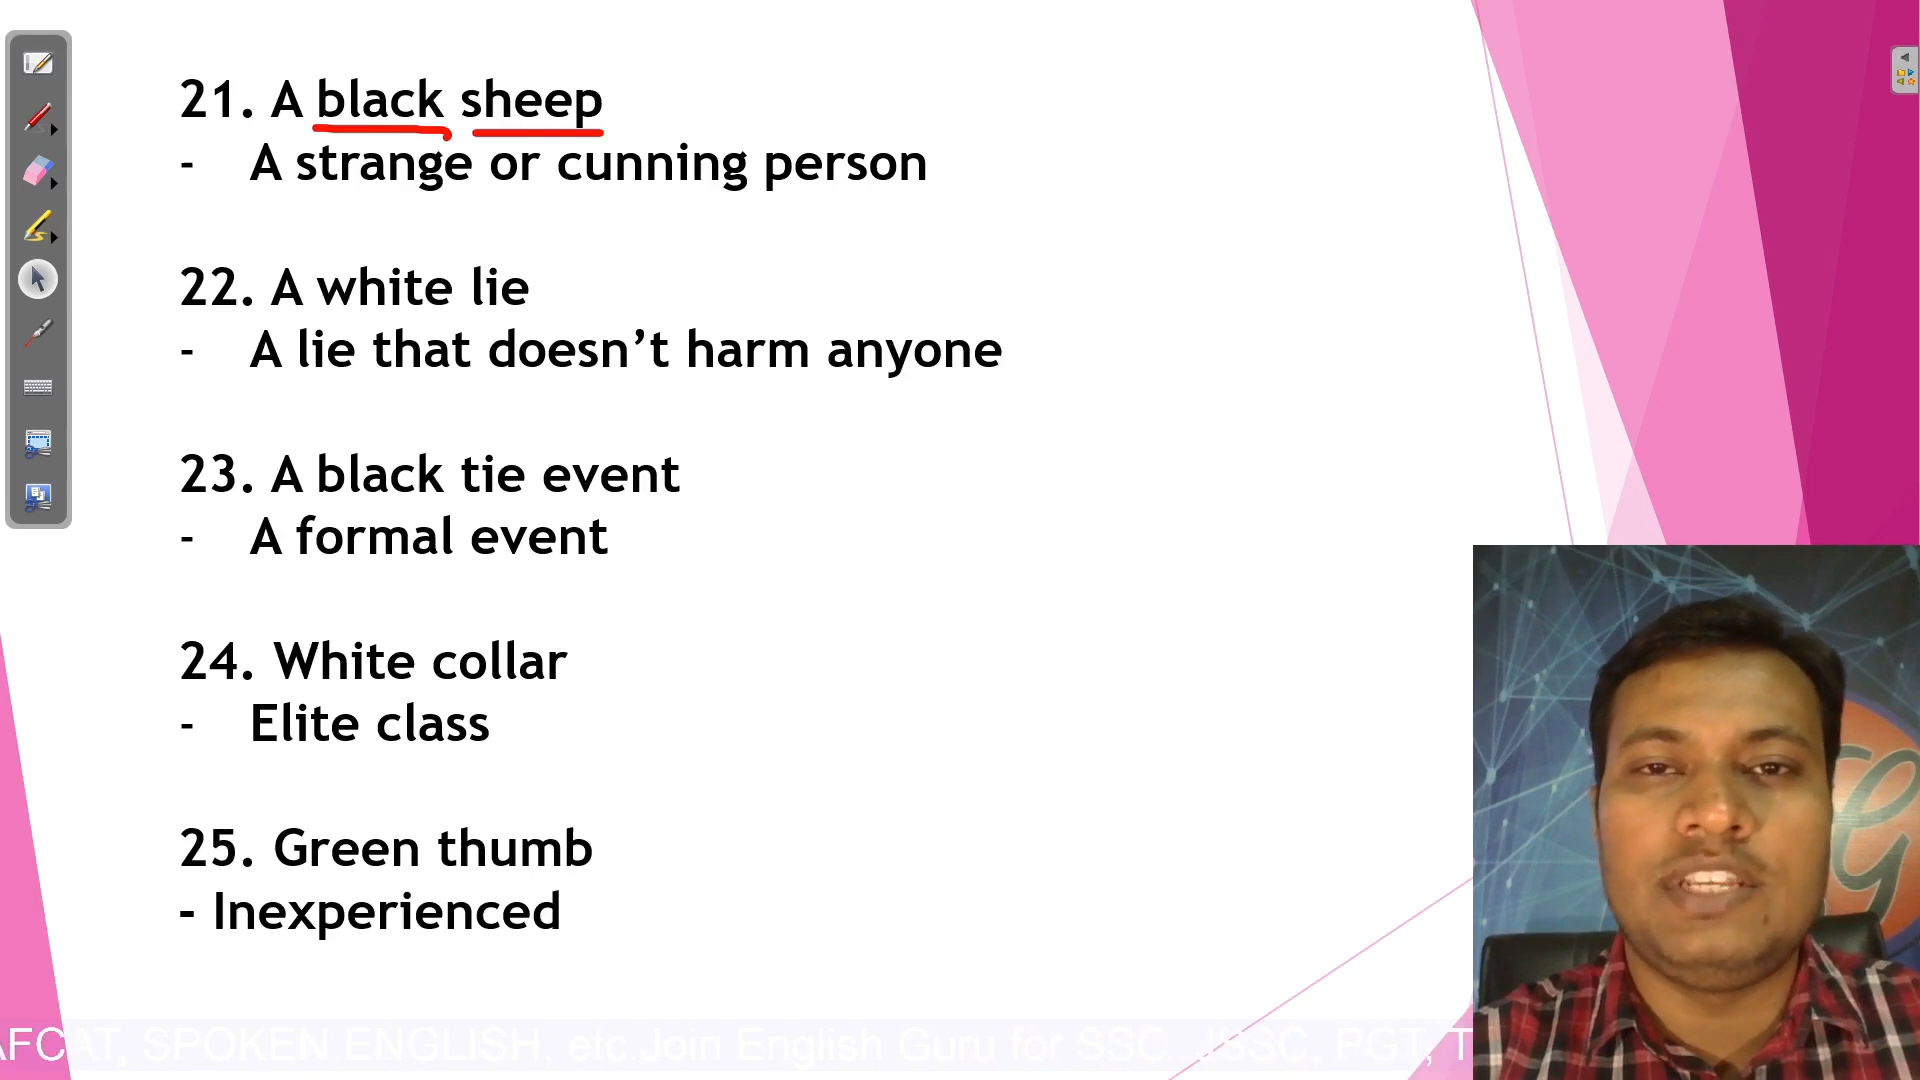 21. A black sheep
- A strange or cunning person
22. A white lie
- A lie that doesn’t harm anyone
23. A black tie event
- A formal event
24. White collar
- Elite class
25. Green thumb
- Inexperienced
AFCAT, SPOKEN ENGLISH, etc.Join English Guru for SSC, JSSC, PGT, T
G